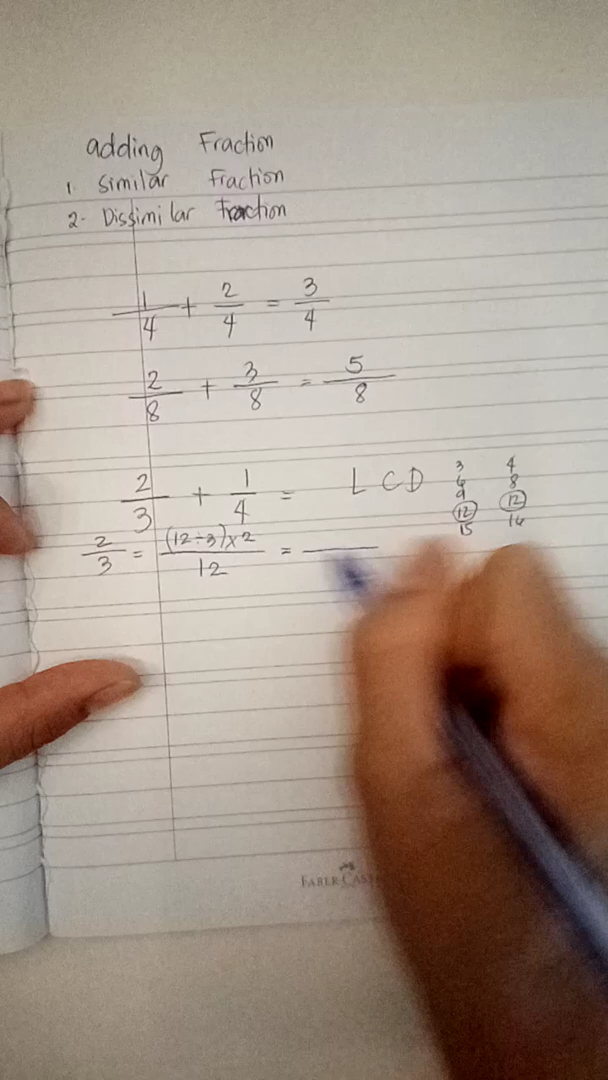 adding Fraction
1. Similar Fraction
2. Dissimilar Fraction
1/4 + 2/4 = 3/4
2/8 + 3/8 = 5/8
2/3 + 1/4 = LCD
3 4
6 8
9 12
12 16
15
2/3 = (12÷3)x2/12 =